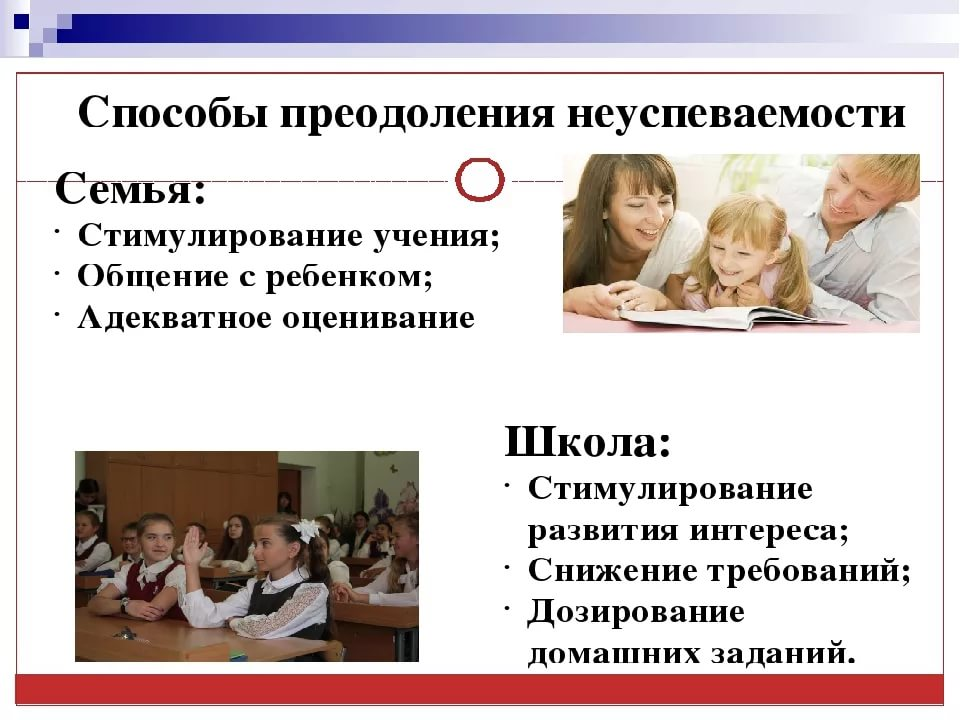 Способы преодоления неуспеваемости
Семья:
· Стимулирование учения;
· Общение с ребенком;
· Адекватное оценивание
Школа:
· Стимулирование
развития интереса;
· Снижение требований;
· Дозирование
домашних заданий.